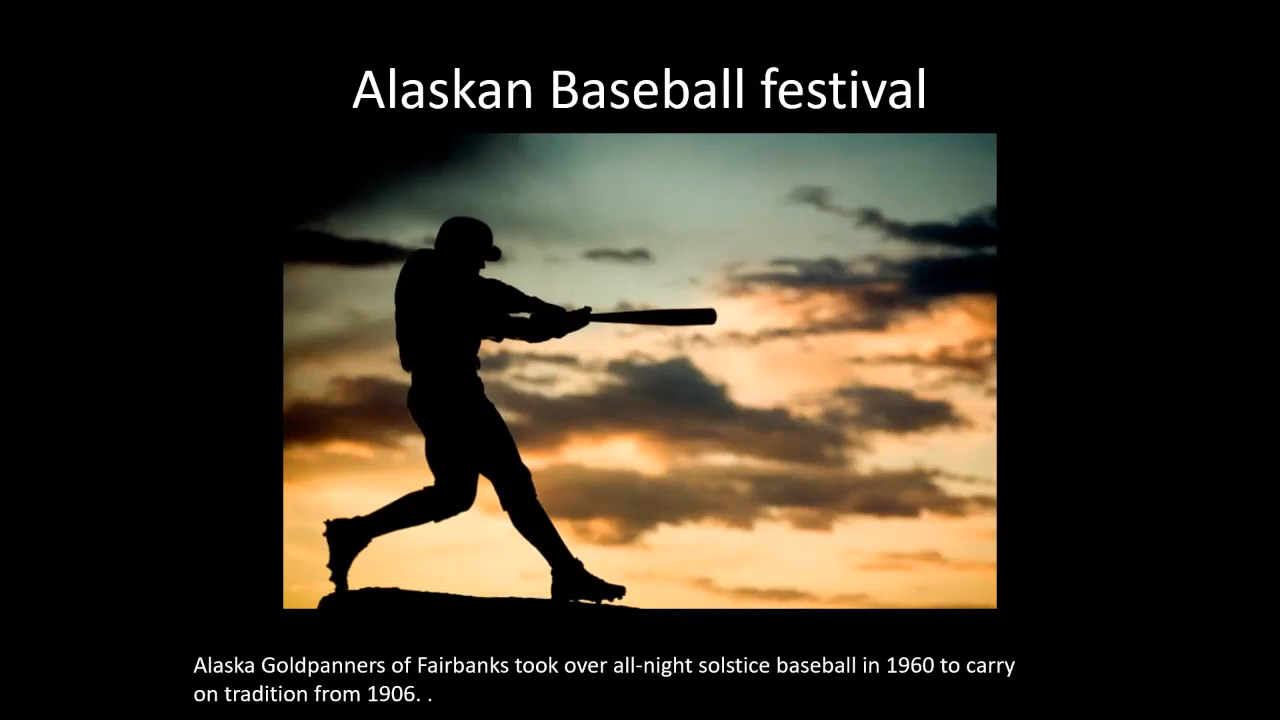 Alaskan Baseball festival
Alaska Goldpanners of Fairbanks took over all-night solstice baseball in 1960 to carry
on tradition from 1906. .